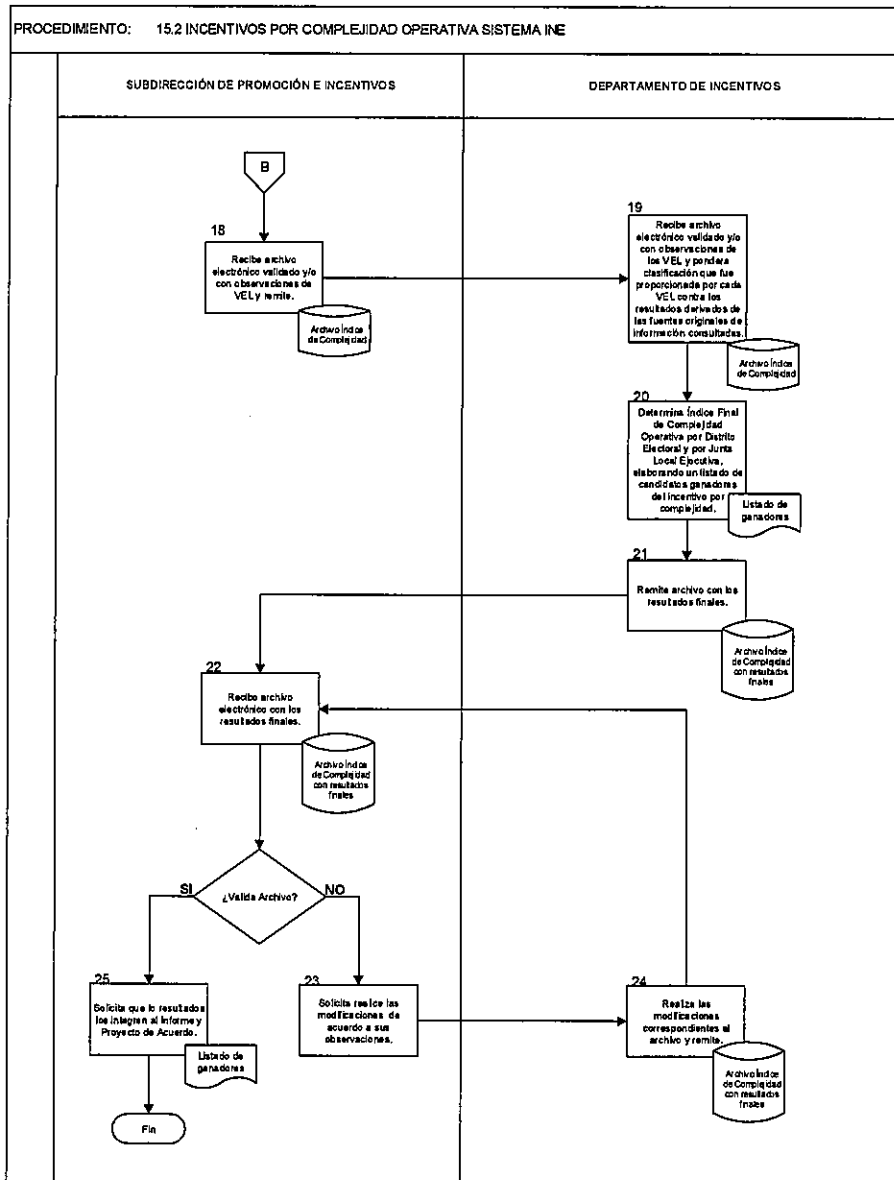 PROCEDIMIENTO: 15.2 INCENTIVOS POR COMPLEJIDAD OPERATIVA SISTEMA INE
SUBDIRECCIÓN DE PROMOCIÓN E INCENTIVOS
DEPARTAMENTO DE INCENTIVOS
B
18
Recibe archivo
electrónico validado y/o
con observaciones de
VEL y remite.
Archivo Índice
de Complejidad
19
Recibe archivo
electrónico validado y/o
con observaciones de
los VEL y pondera
clasificación que fue
proporcionada por cada
VEL contra los
resultados derivados de
las fuentes originales de
información consultadas.
Archivo Índice
de Complejidad
20
Determina Índice Final
de Complejidad
Operativa por Distrito
Electoral y por Junta
Local Ejecutiva,
elaborando un listado de
candidatos ganadores
del incentivo por
complejidad.
Listado de
ganadores
21
Remite archivo con los
resultados finales.
Archivo Índice
de Complejidad
con resultados
finales
22
Recibe archivo
electrónico con los
resultados finales.
Archivo Índice
de Complejidad
con resultados
finales
¿Valida Archivo?
SI
NO
25
Solicita que lo resultados
los integren al Informe y
Proyecto de Acuerdo.
Listado de
ganadores
23
Solicita realice las
modificaciones de
acuerdo a sus
observaciones.
24
Realiza las
modificaciones
correspondientes al
archivo y remite.
Archivo Índice
de Complejidad
con resultados
finales
Fin